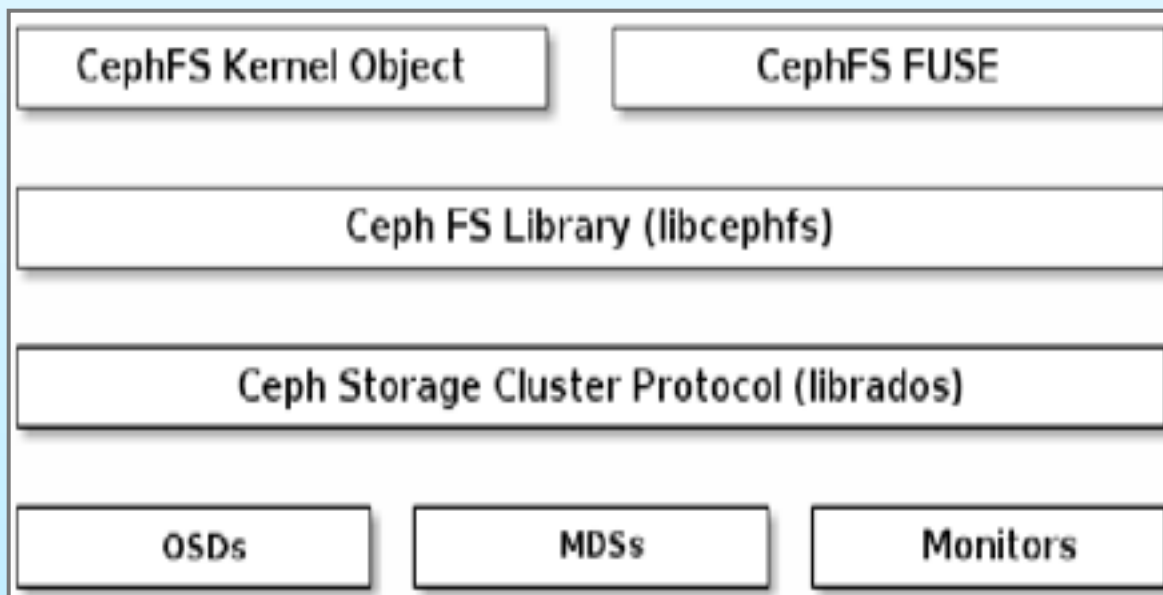 CephFS Kernel Object
CephFS FUSE
Ceph FS Library (libcephfs)
Ceph Storage Cluster Protocol (librados)
OSDs
MDSs
Monitors